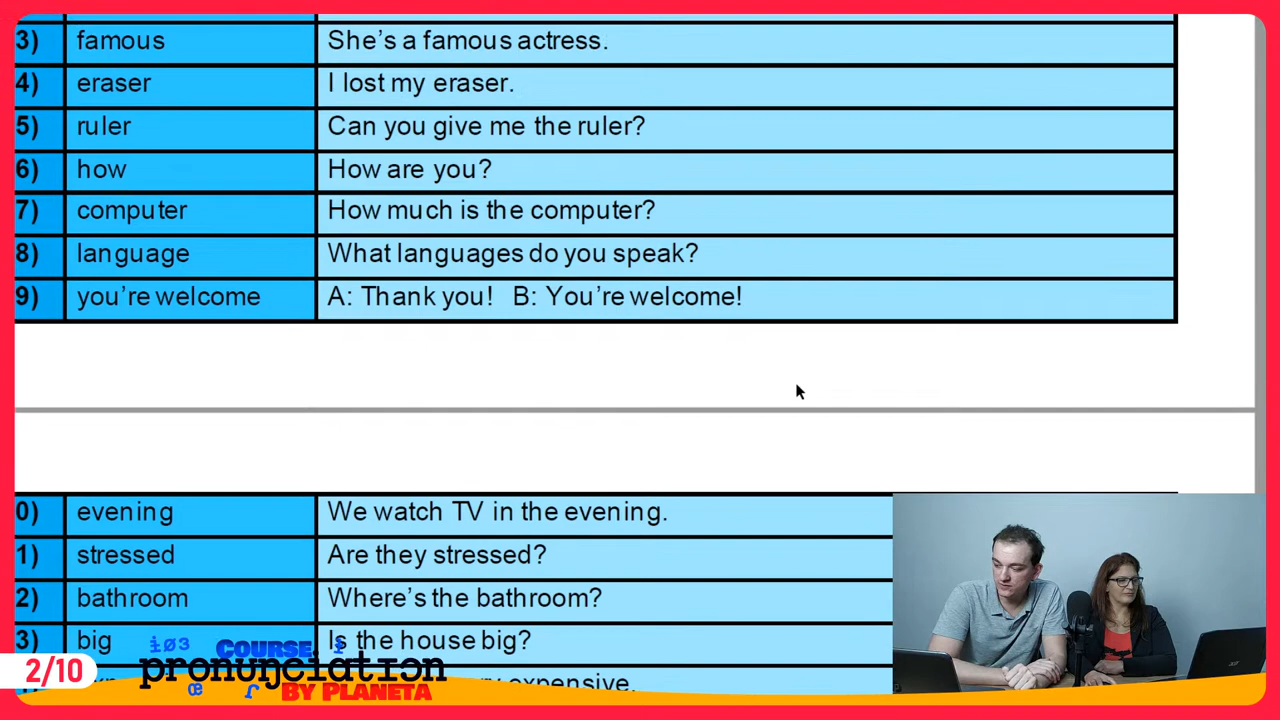 3) famous She's a famous actress.
4) eraser I lost my eraser.
5) ruler Can you give me the ruler?
6) how How are you?
7) computer How much is the computer?
8) language What languages do you speak?
9) you're welcome A: Thank you! B: You're welcome!
0) evening We watch TV in the evening.
1) stressed Are they stressed?
2) bathroom Where's the bathroom?
3) big Is the house big?
expensive.
2/10
Course
pronunciation
By Planeta